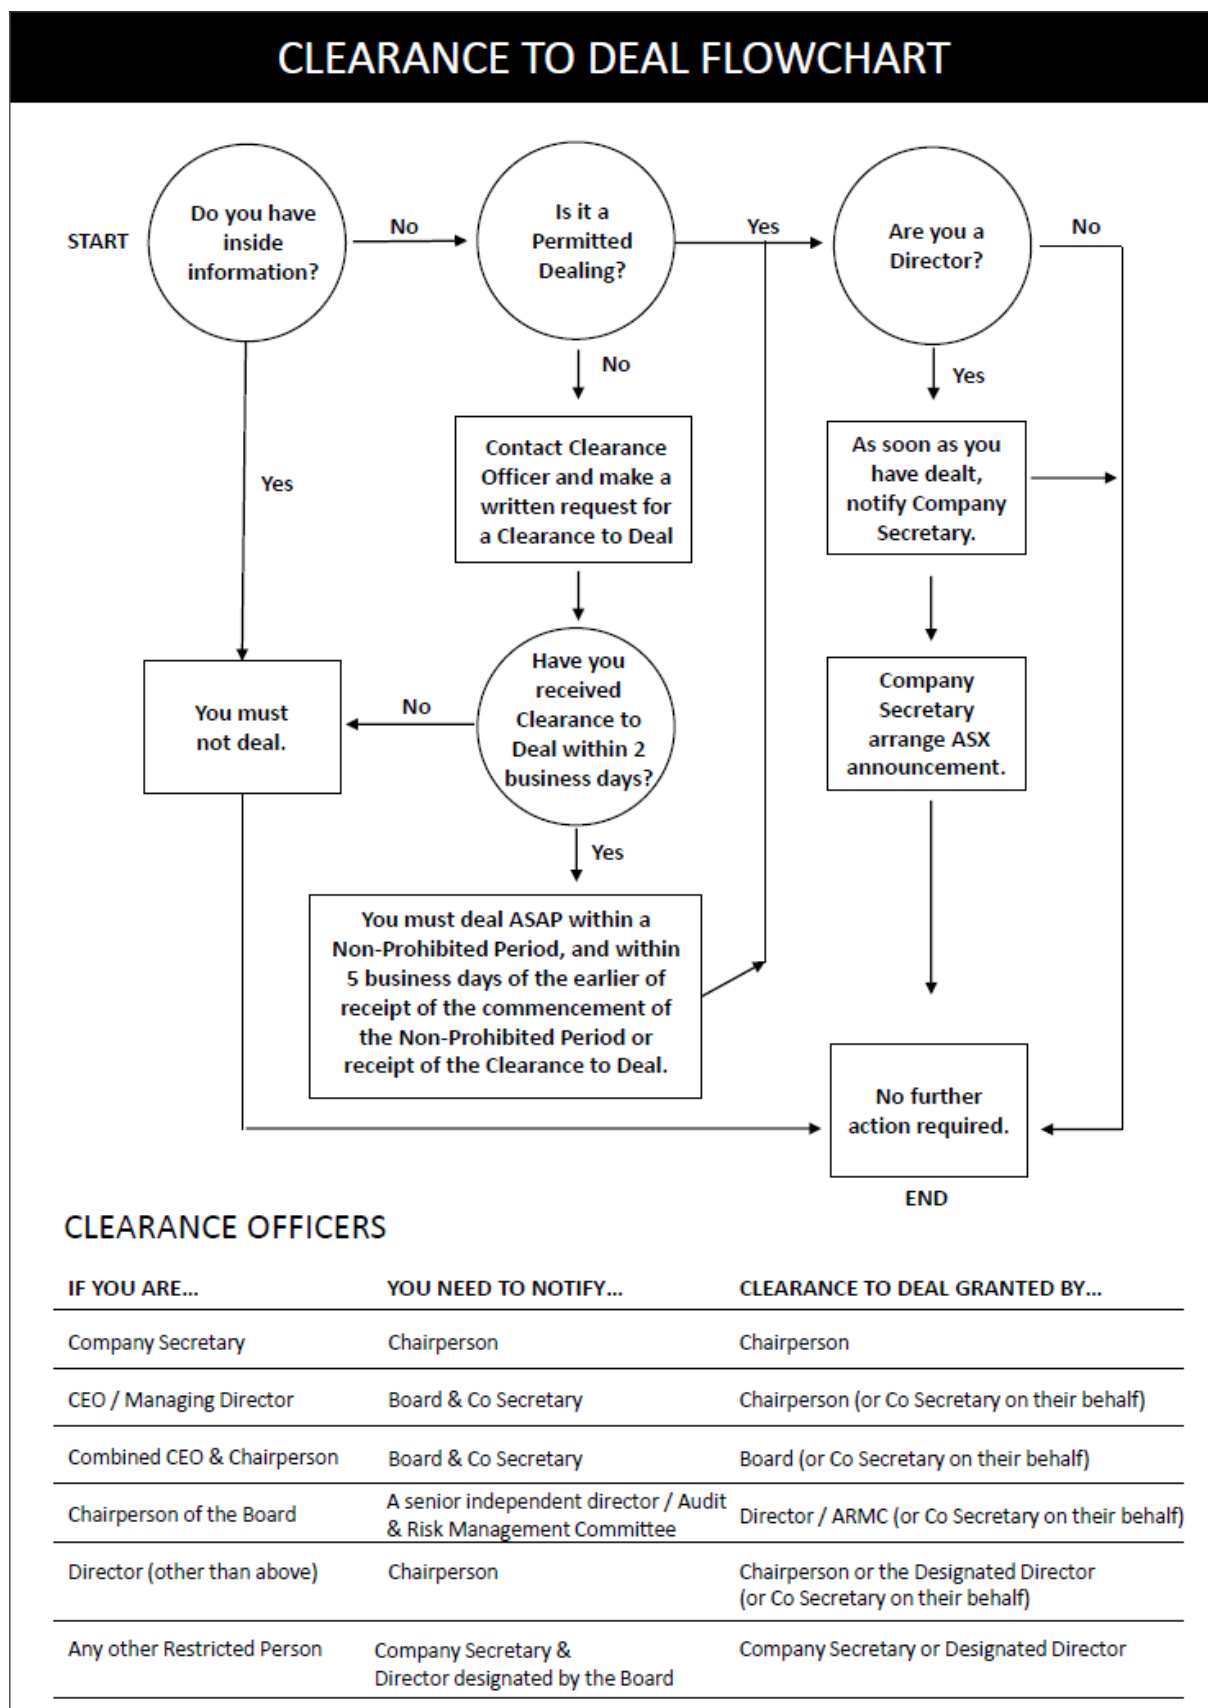 CLEARANCE TO DEAL FLOWCHART
START
Do you have
inside
information?
No
Is it a
Permitted
Dealing?
Yes
Are you a
Director?
No
No
Yes
Yes
Contact Clearance
Officer and make a
written request for
a Clearance to Deal
As soon as you
have dealt,
notify Company
Secretary.
Have you
received
Clearance to
Deal within 2
business days?
No
You must
not deal.
Company
Secretary
arrange ASX
announcement.
Yes
You must deal ASAP within a
Non-Prohibited Period, and within
5 business days of the earlier of
receipt of the commencement of
the Non-Prohibited Period or
receipt of the Clearance to Deal.
No further
action required.
END
CLEARANCE OFFICERS
IF YOU ARE... YOU NEED TO NOTIFY... CLEARANCE TO DEAL GRANTED BY...
Company Secretary Chairperson Chairperson
CEO / Managing Director Board & Co Secretary Chairperson (or Co Secretary on their behalf)
Combined CEO & Chairperson Board & Co Secretary Board (or Co Secretary on their behalf)
Chairperson of the Board A senior independent director / Audit
& Risk Management Committee Director / ARMC (or Co Secretary on their behalf)
Director (other than above) Chairperson Chairperson or the Designated Director
(or Co Secretary on their behalf)
Any other Restricted Person Company Secretary & Company Secretary or Designated Director
Director designated by the Board